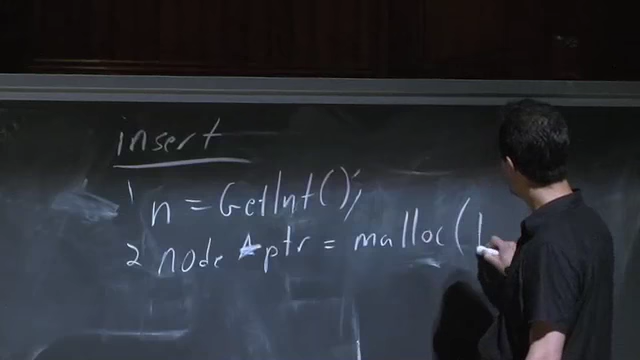 insert
1 n = GetInt();
2 node *ptr = malloc(